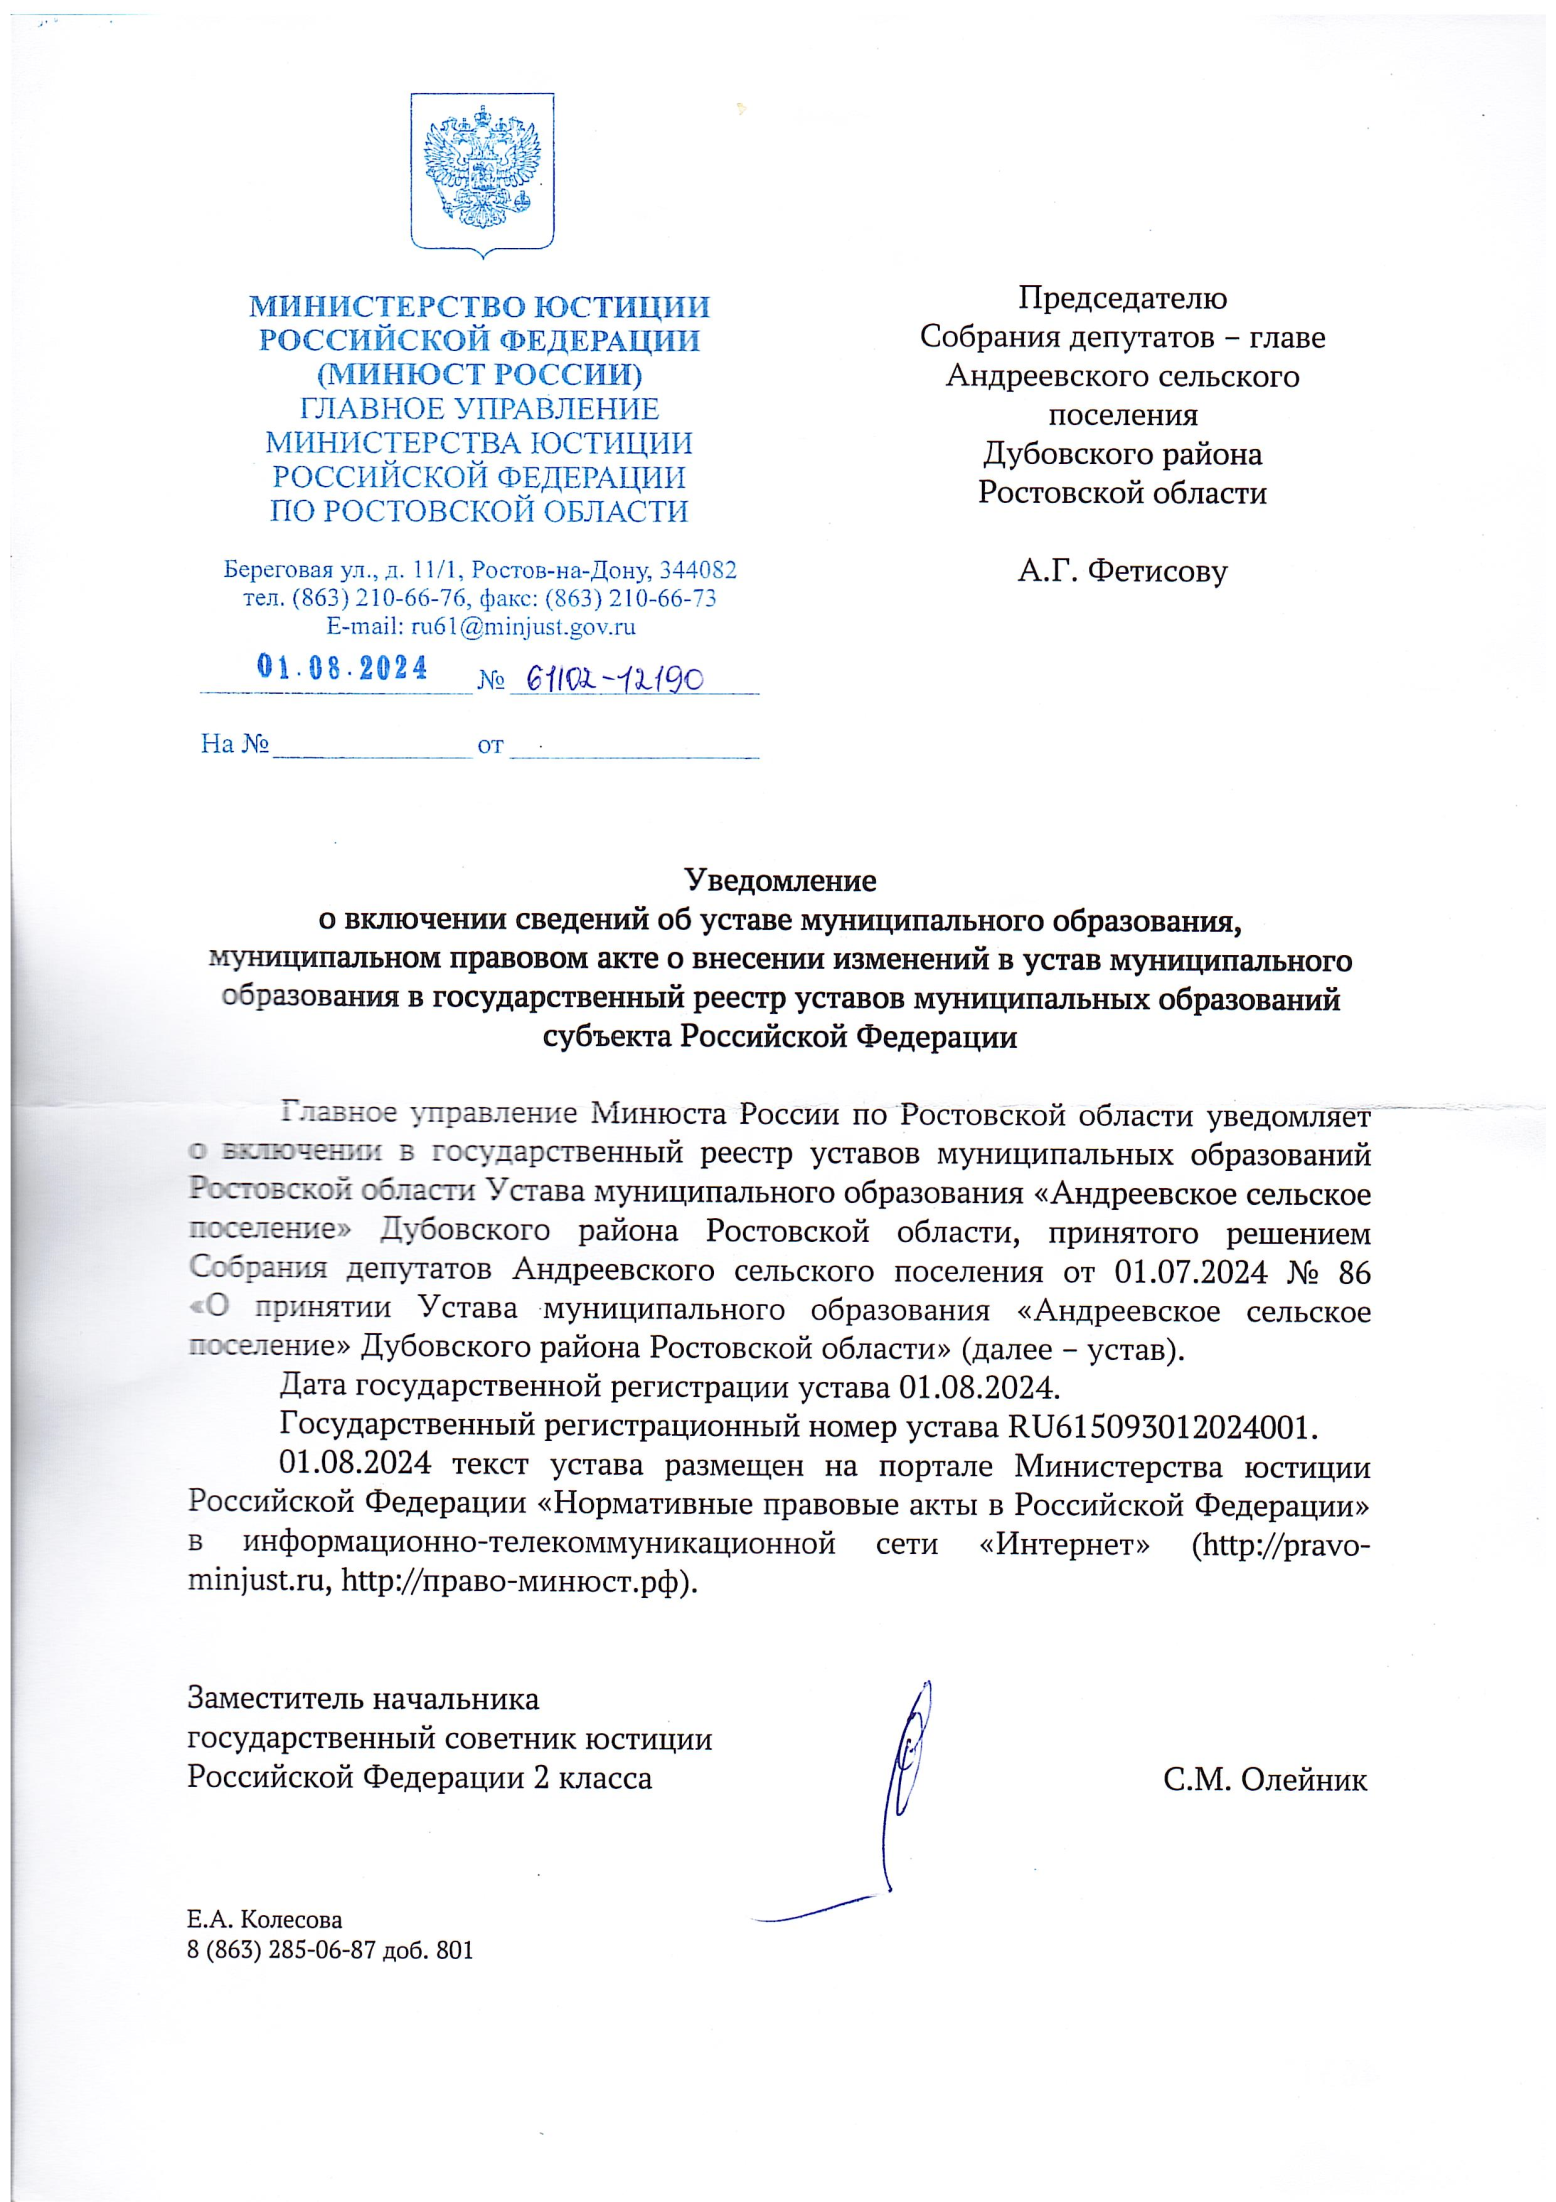 МИНИСТЕРСТВО ЮСТИЦИИ
РОССИЙСКОЙ ФЕДЕРАЦИИ
(МИНЮСТ РОССИИ)
ГЛАВНОЕ УПРАВЛЕНИЕ
МИНИСТЕРСТВА ЮСТИЦИИ
РОССИЙСКОЙ ФЕДЕРАЦИИ
ПО РОСТОВСКОЙ ОБЛАСТИ
Береговая ул., д. 11/1, Ростов-на-Дону, 344082
тел. (863) 210-66-76, факс: (863) 210-66-73
E-mail: ru61@minjust.gov.ru
01.08.2024 № 61/02-12190
На № от
Председателю
Собрания депутатов – главе
Андреевского сельского
поселения
Дубовского района
Ростовской области
А.Г. Фетисову
Уведомление
о включении сведений об уставе муниципального образования,
муниципальном правовом акте о внесении изменений в устав муниципального
образования в государственный реестр уставов муниципальных образований
субъекта Российской Федерации
Главное управление Минюста России по Ростовской области уведомляет
о включении в государственный реестр уставов муниципальных образований
Ростовской области Устава муниципального образования «Андреевское сельское
поселение» Дубовского района Ростовской области, принятого решением
Собрания депутатов Андреевского сельского поселения от 01.07.2024 № 86
«О принятии Устава муниципального образования «Андреевское сельское
поселение» Дубовского района Ростовской области» (далее – устав).
Дата государственной регистрации устава 01.08.2024.
Государственный регистрационный номер устава RU615093012024001.
01.08.2024 текст устава размещен на портале Министерства юстиции
Российской Федерации «Нормативные правовые акты в Российской Федерации»
в информационно-телекоммуникационной сети «Интернет» (http://pravo-
minjust.ru, http://право-минюст.рф).
Заместитель начальника
государственный советник юстиции
Российской Федерации 2 класса
С.М. Олейник
Е.А. Колесова
8 (863) 285-06-87 доб. 801